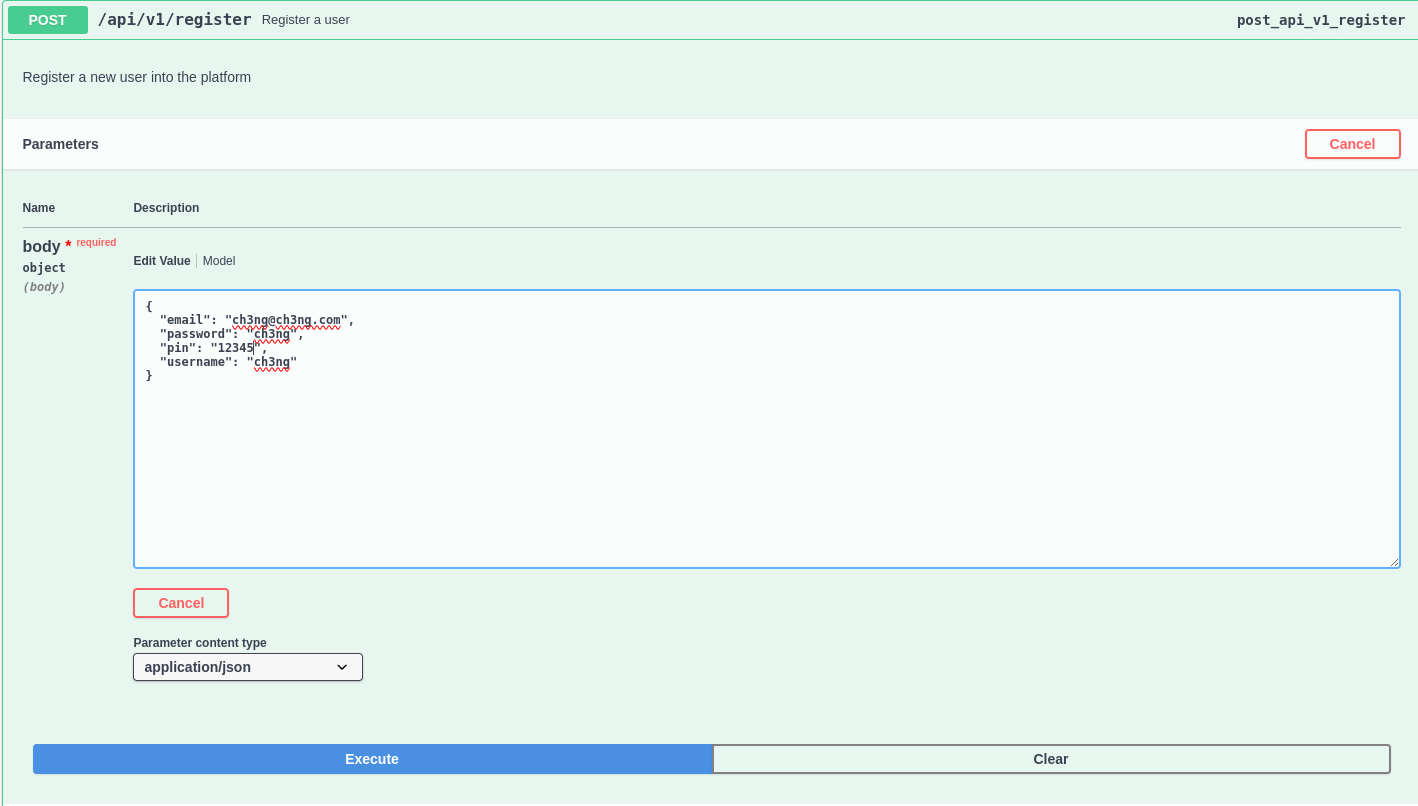 POST /api/v1/register Register a user post_api_v1_register
Register a new user into the platform
Parameters Cancel
Name Description
body * required
object
(body)
Edit Value | Model
{
  "email": "ch3ng@ch3ng.com",
  "password": "ch3ng",
  "pin": "12345",
  "username": "ch3ng"
}
Cancel
Parameter content type
application/json
Execute Clear